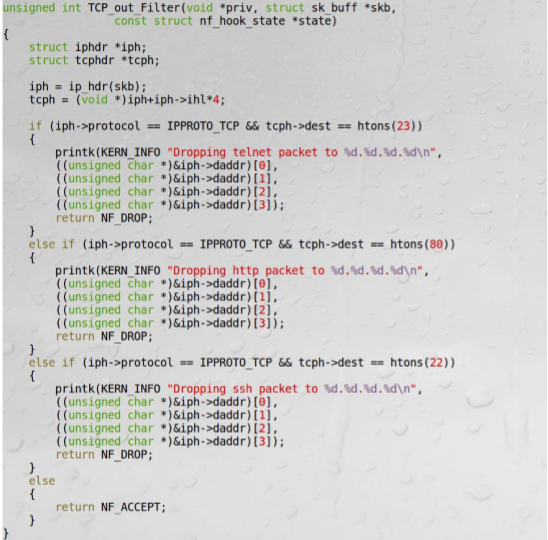 unsigned int TCP_out_Filter(void *priv, struct sk_buff *skb,
                 const struct nf_hook_state *state)
{
    struct iphdr *iph;
    struct tcphdr *tcph;

    iph = ip_hdr(skb);
    tcph = (void *)iph+iph->ihl*4;

    if (iph->protocol == IPPROTO_TCP && tcph->dest == htons(23))
    {
        printk(KERN_INFO "Dropping telnet packet to %d.%d.%d.%d\n",
        ((unsigned char *)&iph->daddr)[0],
        ((unsigned char *)&iph->daddr)[1],
        ((unsigned char *)&iph->daddr)[2],
        ((unsigned char *)&iph->daddr)[3]);
        return NF_DROP;
    }
    else if (iph->protocol == IPPROTO_TCP && tcph->dest == htons(80))
    {
        printk(KERN_INFO "Dropping http packet to %d.%d.%d.%d\n",
        ((unsigned char *)&iph->daddr)[0],
        ((unsigned char *)&iph->daddr)[1],
        ((unsigned char *)&iph->daddr)[2],
        ((unsigned char *)&iph->daddr)[3]);
        return NF_DROP;
    }
    else if (iph->protocol == IPPROTO_TCP && tcph->dest == htons(22))
    {
        printk(KERN_INFO "Dropping ssh packet to %d.%d.%d.%d\n",
        ((unsigned char *)&iph->daddr)[0],
        ((unsigned char *)&iph->daddr)[1],
        ((unsigned char *)&iph->daddr)[2],
        ((unsigned char *)&iph->daddr)[3]);
        return NF_DROP;
    }
    else
    {
        return NF_ACCEPT;
    }
}